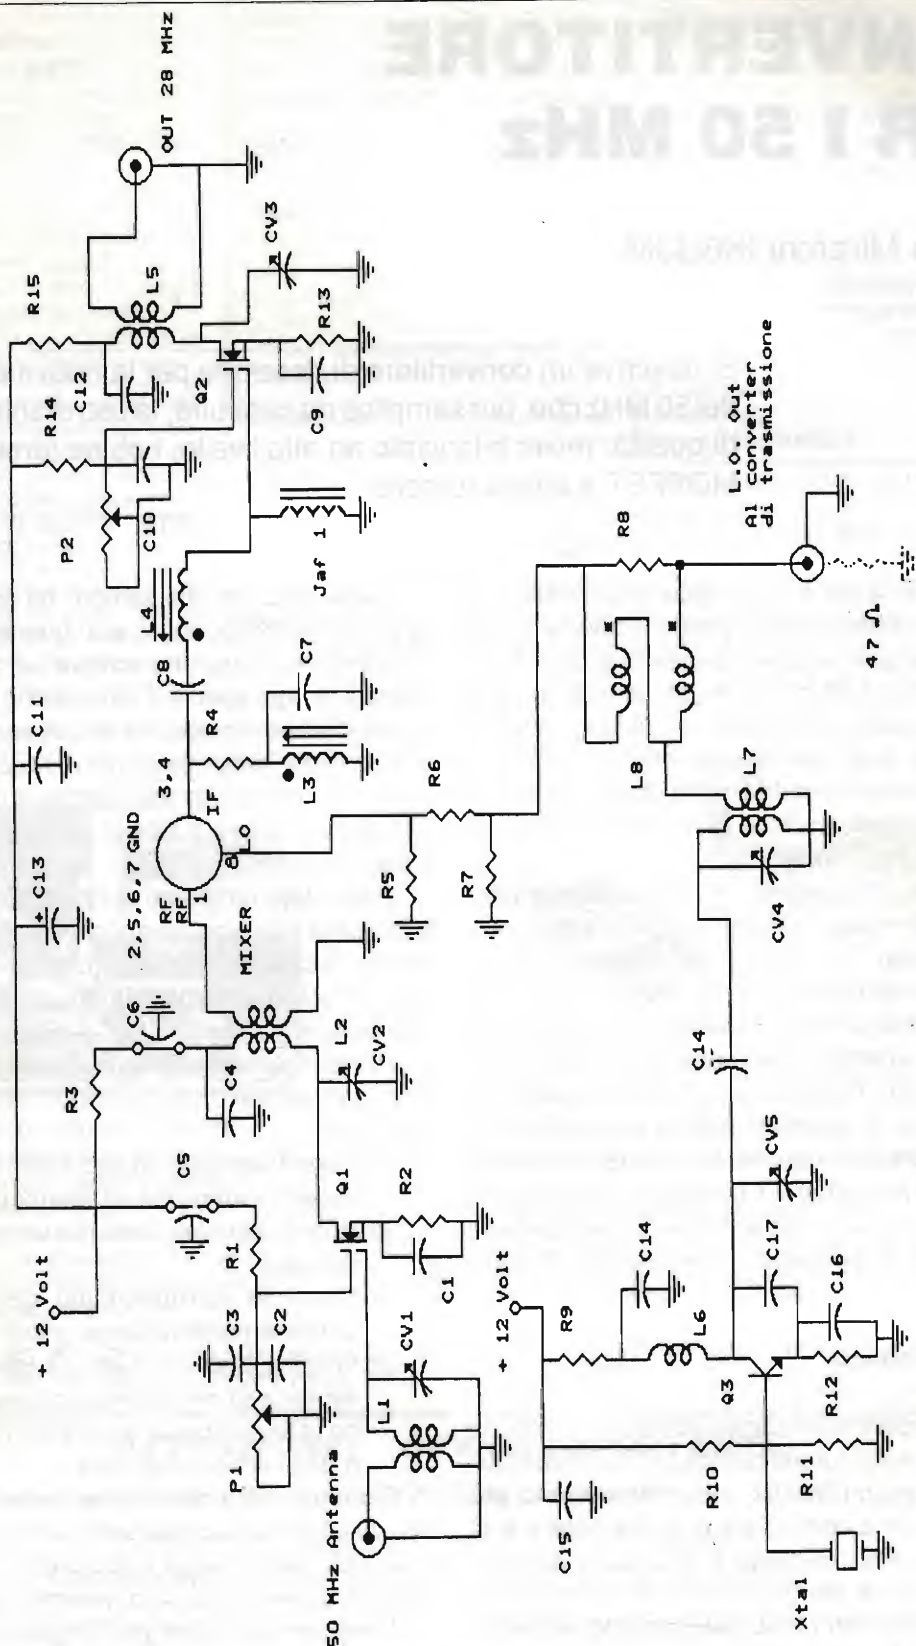 + 12 Volt
C5
R3
C6
C13
C11
P2
R14
C12
R15
L5
OUT 28 MHz
C10
Q2
CV3
C9
R13
2,5,6,7 GND
RF
RF
1
3,4
IF
8
LO
MIXER
C8
L4
R4
C7
L3
Jaf 1
P1
C3
C2
R1
C4
L2
CV2
Q1
R2
C1
CV1
L1
50 MHz Antenna
R5
R6
R7
+ 12 Volt
R9
C14
L6
C15
R10
R11
Xtal
Q3
R12
C16
C17
CV5
C14
CV4
L7
L8
R8
L.O. Out
Al converter
di trasmissione
47 Ω